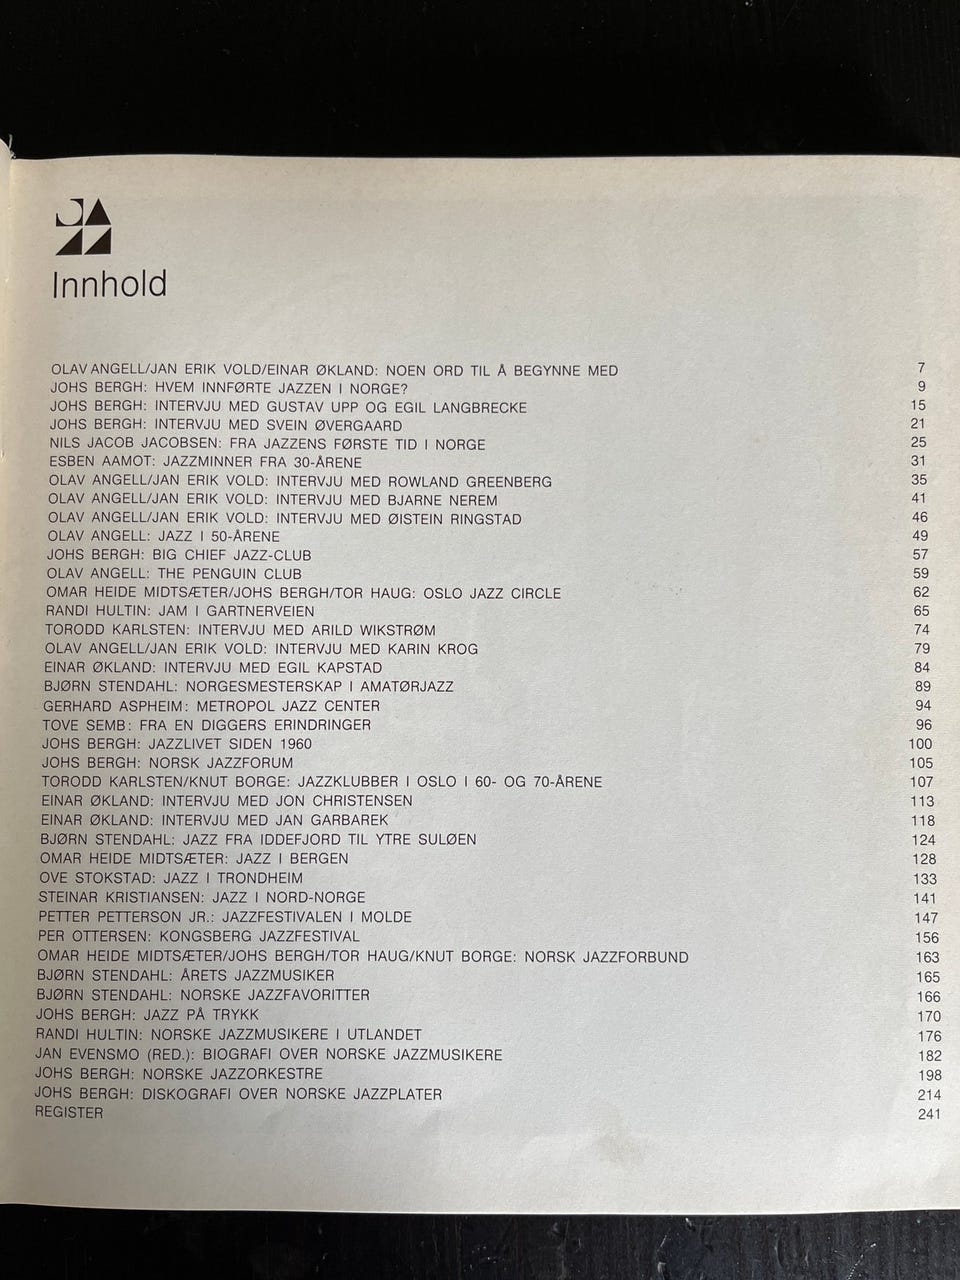 JAZZ
Innhold
OLAV ANGELL/JAN ERIK VOLD/EINAR ØKLAND: NOEN ORD TIL Å BEGYNNE MED 7
JOHS BERGH: HVEM INNFØRTE JAZZEN I NORGE? 9
JOHS BERGH: INTERVJU MED GUSTAV UPP OG EGIL LANGBRECKE 15
JOHS BERGH: INTERVJU MED SVEIN ØVERGAARD 21
NILS JACOB JACOBSEN: FRA JAZZENS FØRSTE TID I NORGE 25
ESBEN AAMOT: JAZZMINNER FRA 30-ÅRENE 31
OLAV ANGELL/JAN ERIK VOLD: INTERVJU MED ROWLAND GREENBERG 35
OLAV ANGELL/JAN ERIK VOLD: INTERVJU MED BJARNE NEREM 41
OLAV ANGELL/JAN ERIK VOLD: INTERVJU MED ØISTEIN RINGSTAD 46
OLAV ANGELL: JAZZ I 50-ÅRENE 49
JOHS BERGH: BIG CHIEF JAZZ-CLUB 57
OLAV ANGELL: THE PENGUIN CLUB 59
OMAR HEIDE MIDTSÆTER/JOHS BERGH/TOR HAUG: OSLO JAZZ CIRCLE 62
RANDI HULTIN: JAM I GARTNERVEIEN 65
TORODD KARLSTEN: INTERVJU MED ARILD WIKSTRØM 74
OLAV ANGELL/JAN ERIK VOLD: INTERVJU MED KARIN KROG 79
EINAR ØKLAND: INTERVJU MED EGIL KAPSTAD 84
BJØRN STENDAHL: NORGESMESTERSKAP I AMATØRJAZZ 89
GERHARD ASPHEIM: METROPOL JAZZ CENTER 94
TOVE SEMB: FRA EN DIGGERS ERINDRINGER 96
JOHS BERGH: JAZZLIVET SIDEN 1960 100
JOHS BERGH: NORSK JAZZFORUM 105
TORODD KARLSTEN/KNUT BORGE: JAZZKLUBBER I OSLO I 60- OG 70-ÅRENE 107
EINAR ØKLAND: INTERVJU MED JON CHRISTENSEN 113
EINAR ØKLAND: INTERVJU MED JAN GARBAREK 118
BJØRN STENDAHL: JAZZ FRA IDDEFJORD TIL YTRE SULØEN 124
OMAR HEIDE MIDTSÆTER: JAZZ I BERGEN 128
OVE STOKSTAD: JAZZ I TRONDHEIM 133
STEINAR KRISTIANSEN: JAZZ I NORD-NORGE 141
PETTER PETTERSON JR.: JAZZFESTIVALEN I MOLDE 147
PER OTTERSEN: KONGSBERG JAZZFESTIVAL 156
OMAR HEIDE MIDTSÆTER/JOHS BERGH/TOR HAUG/KNUT BORGE: NORSK JAZZFORBUND 163
BJØRN STENDAHL: ÅRETS JAZZMUSIKER 165
BJØRN STENDAHL: NORSKE JAZZFAVORITTER 166
JOHS BERGH: JAZZ PÅ TRYKK 170
RANDI HULTIN: NORSKE JAZZMUSIKERE I UTLANDET 176
JAN EVENSMO (RED.): BIOGRAFI OVER NORSKE JAZZMUSIKERE 182
JOHS BERGH: NORSKE JAZZORKESTRE 198
JOHS BERGH: DISKOGRAFI OVER NORSKE JAZZPLATER 214
REGISTER 241